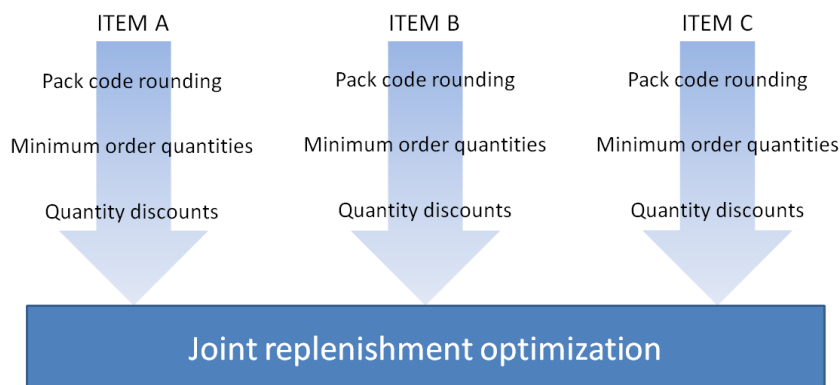 ITEM A ITEM B ITEM C
Pack code rounding Pack code rounding Pack code rounding
Minimum order quantities Minimum order quantities Minimum order quantities
Quantity discounts Quantity discounts Quantity discounts
Joint replenishment optimization